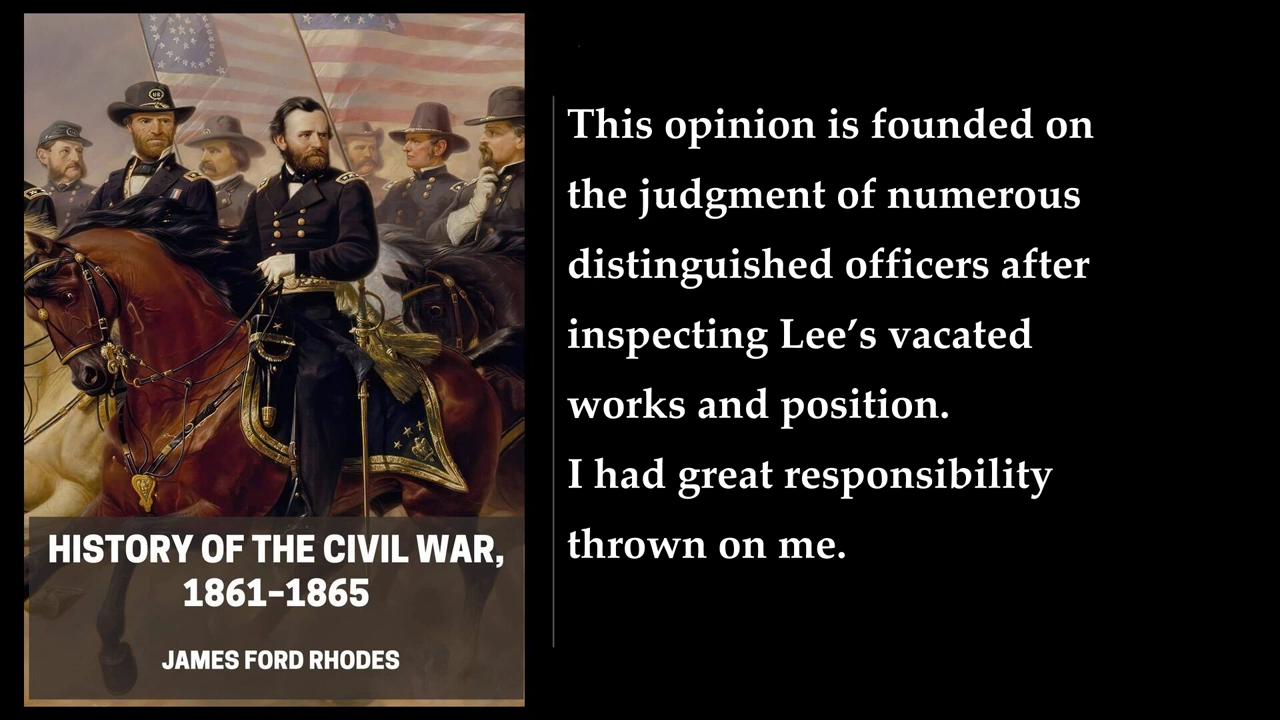 HISTORY OF THE CIVIL WAR,
1861–1865
JAMES FORD RHODES
This opinion is founded on
the judgment of numerous
distinguished officers after
inspecting Lee’s vacated
works and position.
I had great responsibility
thrown on me.